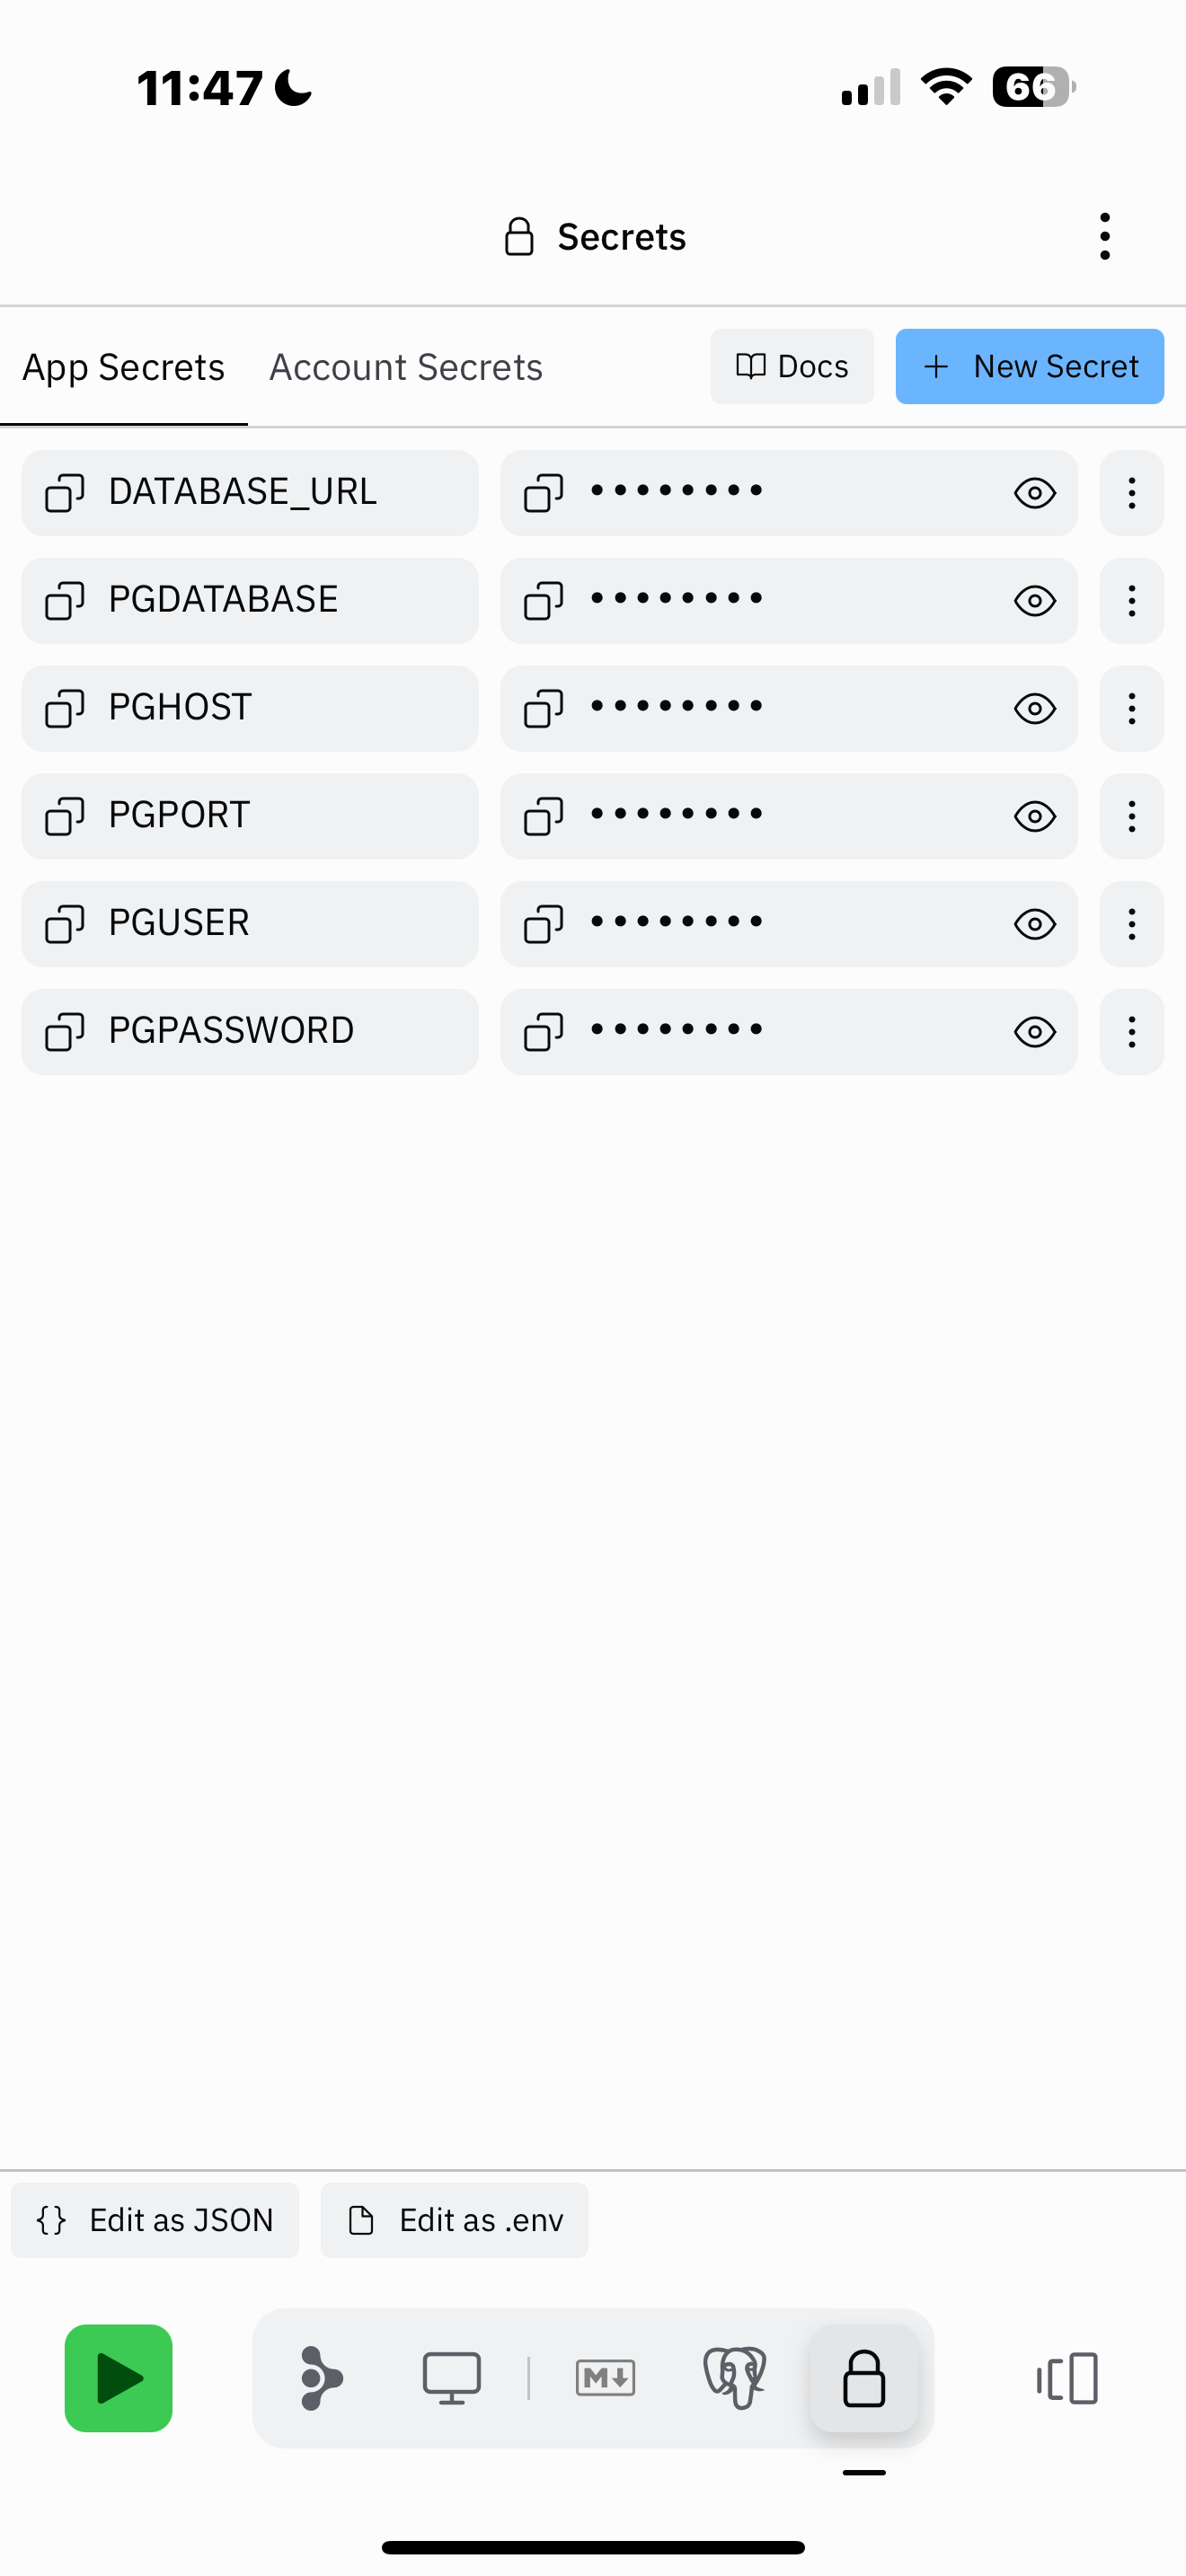 11:47
66
Secrets
App Secrets Account Secrets Docs + New Secret
DATABASE_URL ••••••••
PGDATABASE ••••••••
PGHOST ••••••••
PGPORT ••••••••
PGUSER ••••••••
PGPASSWORD ••••••••
{} Edit as JSON Edit as .env
M